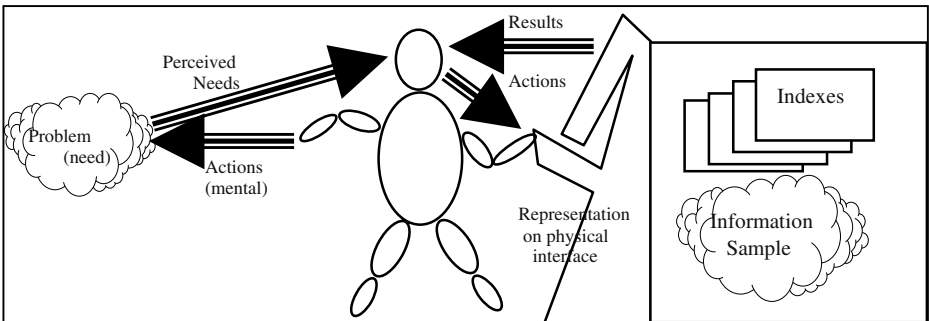 Results
Perceived
Needs
Actions
Indexes
Problem
(need)
Actions
(mental)
Representation
on physical
interface
Information
Sample